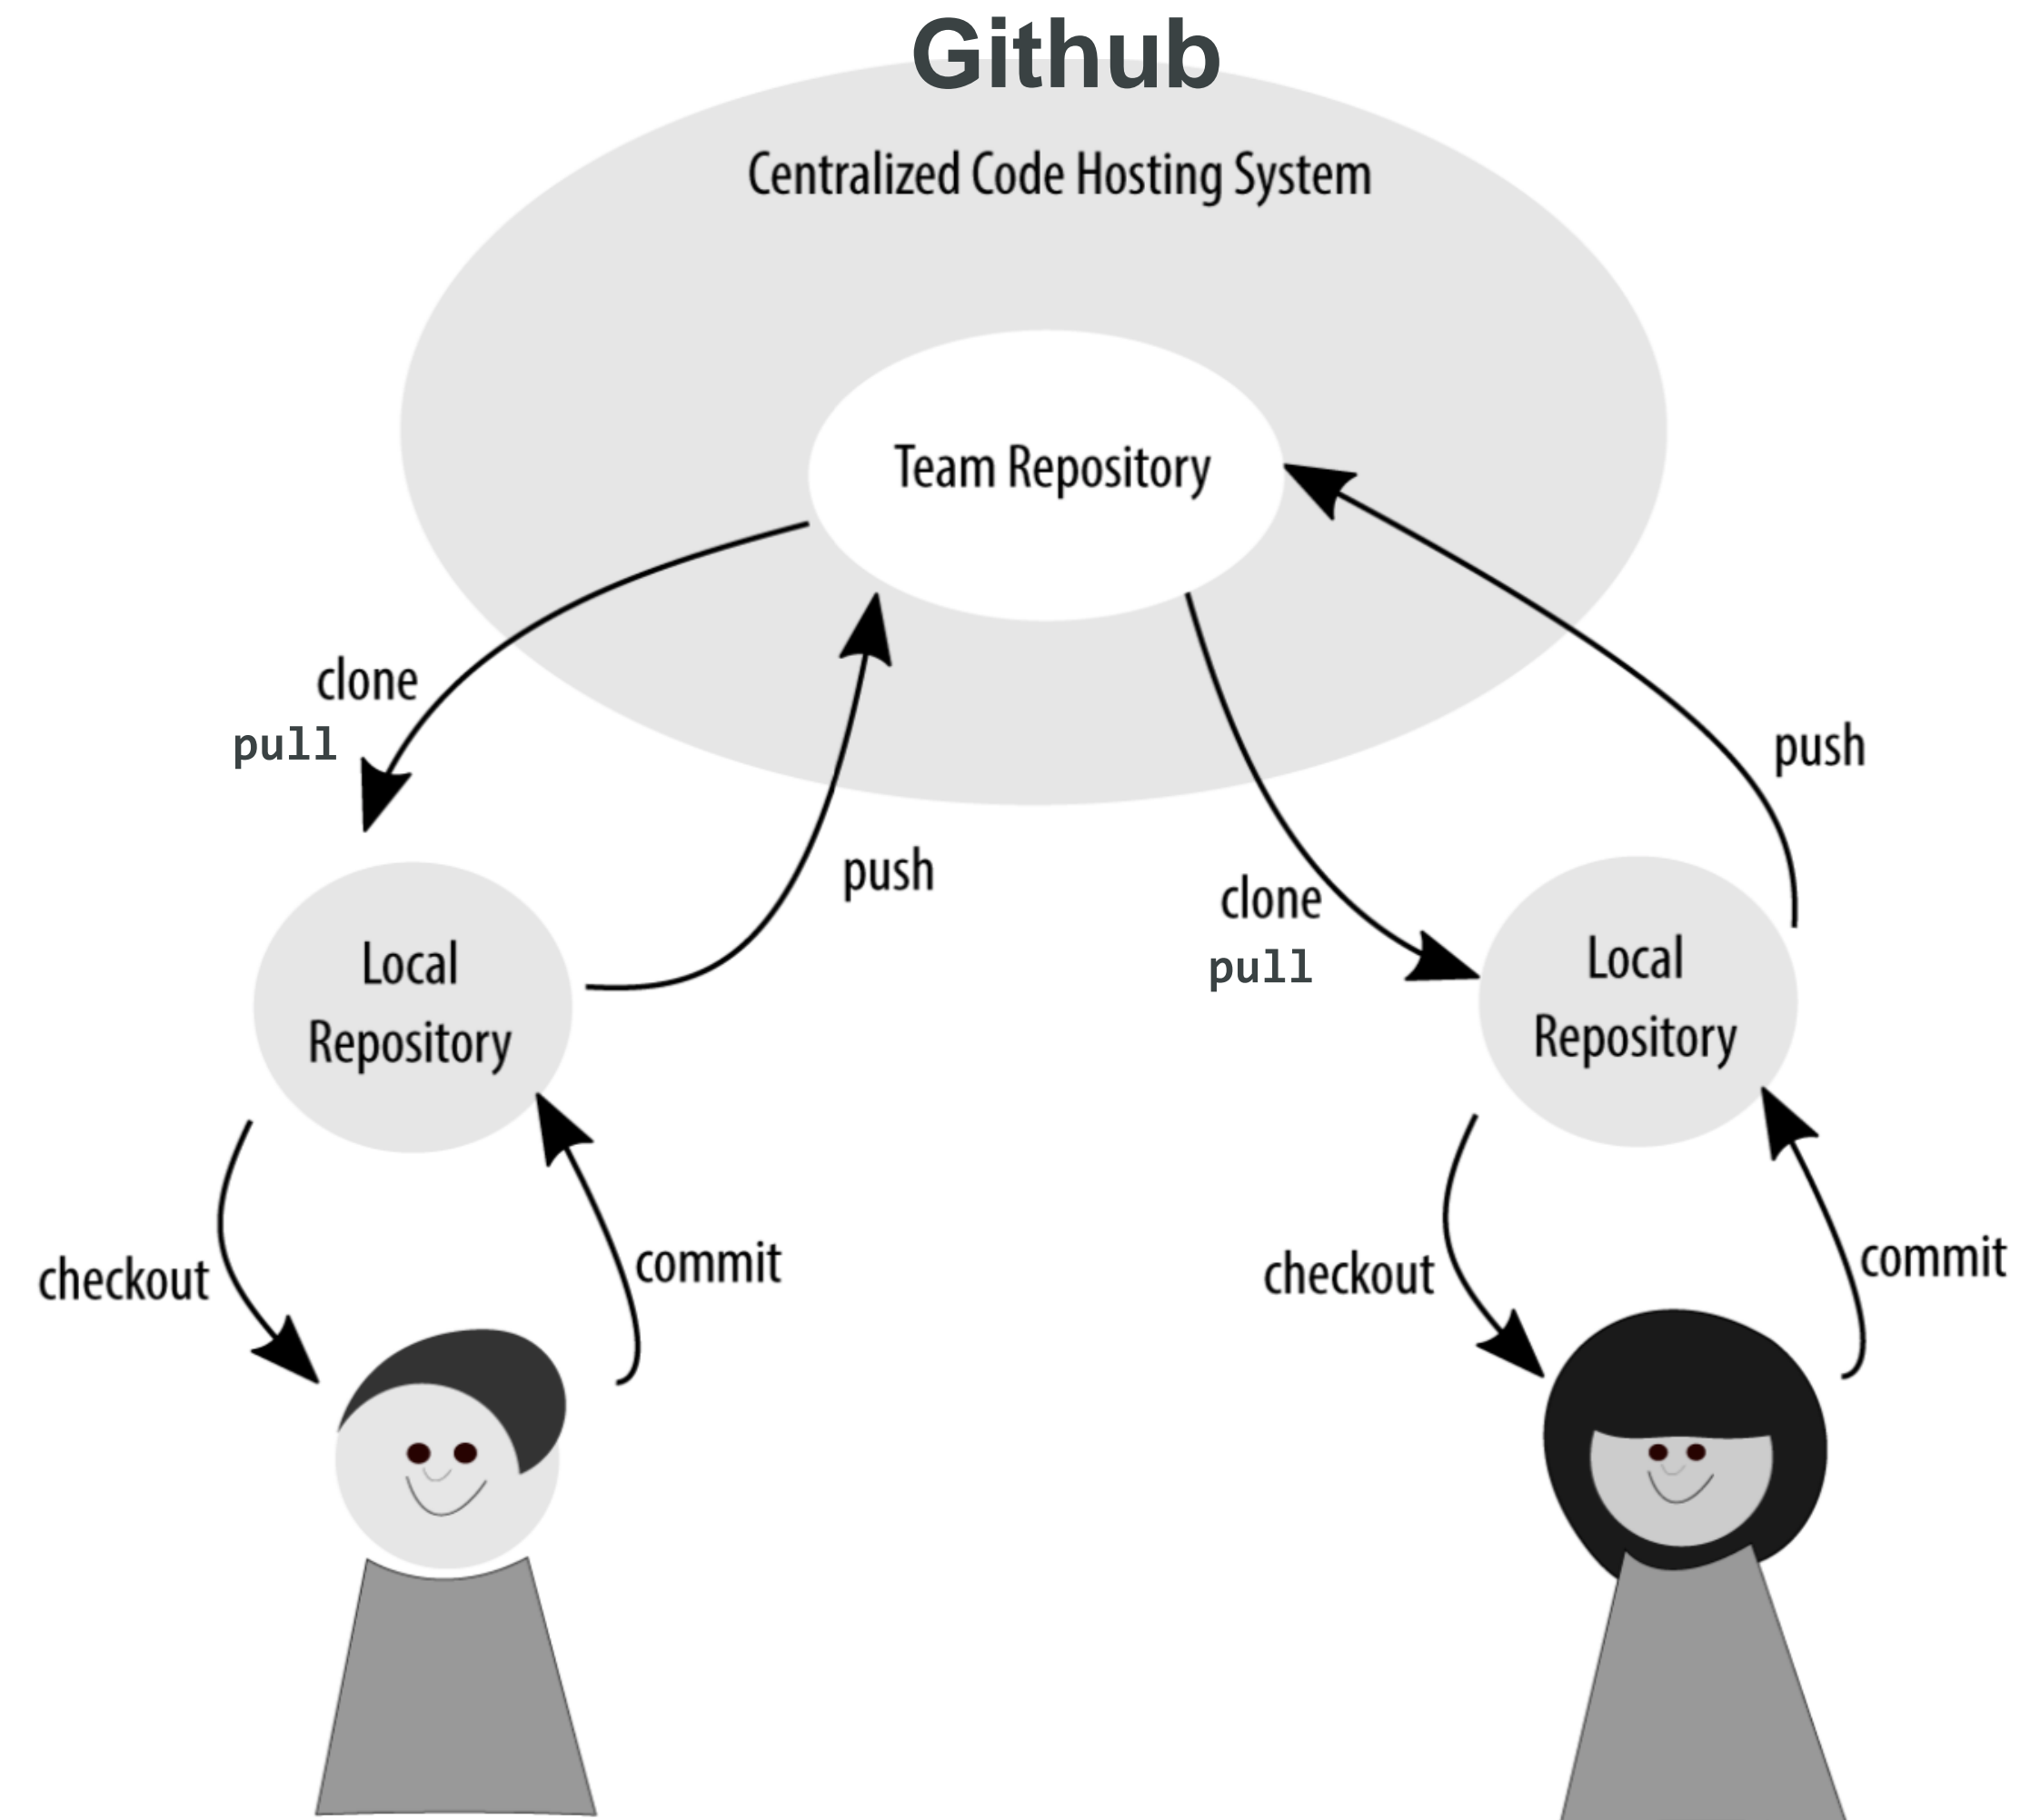 Github
Centralized Code Hosting System
Team Repository
clone
pull
push
push
clone
pull
Local
Repository
Local
Repository
checkout
commit
checkout
commit